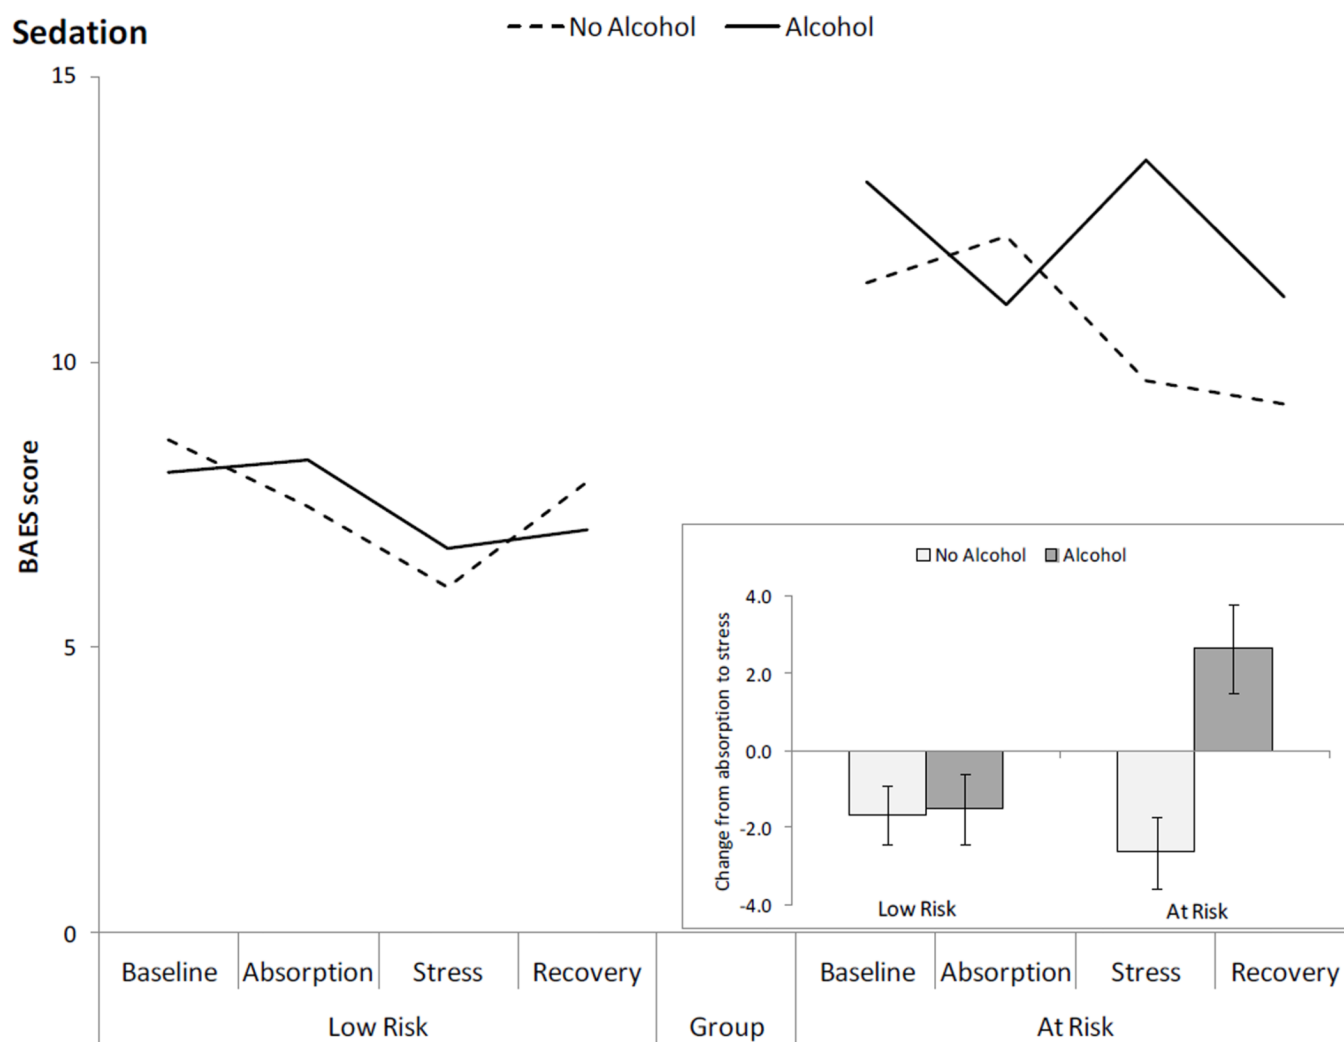 Sedation
No Alcohol Alcohol
15
10
5
0
BAES score
No Alcohol Alcohol
4.0
2.0
0.0
-2.0
-4.0
Change from absorption to stress
Low Risk At Risk
Baseline Absorption Stress Recovery Baseline Absorption Stress Recovery
Low Risk Group At Risk